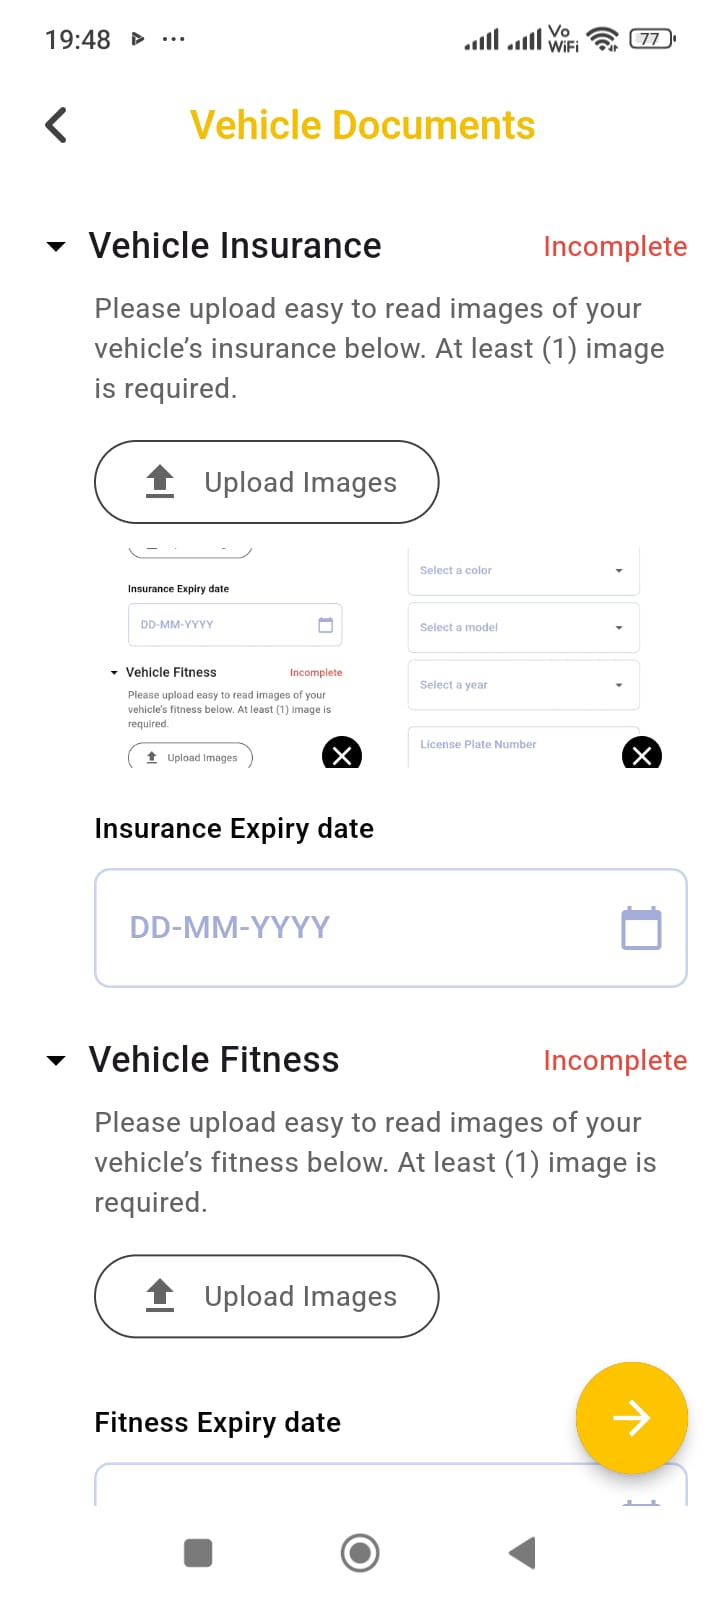 19:48
Vo
WiFi
77
Vehicle Documents
Vehicle Insurance
Incomplete
Please upload easy to read images of your
vehicle's insurance below. At least (1) image
is required.
Upload Images
Insurance Expiry date
DD-MM-YYYY
Vehicle Fitness
Incomplete
Please upload easy to read images of your
vehicle's fitness below. At least (1) image is
required.
Upload Images
Select a color
Select a model
Select a year
License Plate Number
Insurance Expiry date
DD-MM-YYYY
Vehicle Fitness
Incomplete
Please upload easy to read images of your
vehicle's fitness below. At least (1) image is
required.
Upload Images
Fitness Expiry date